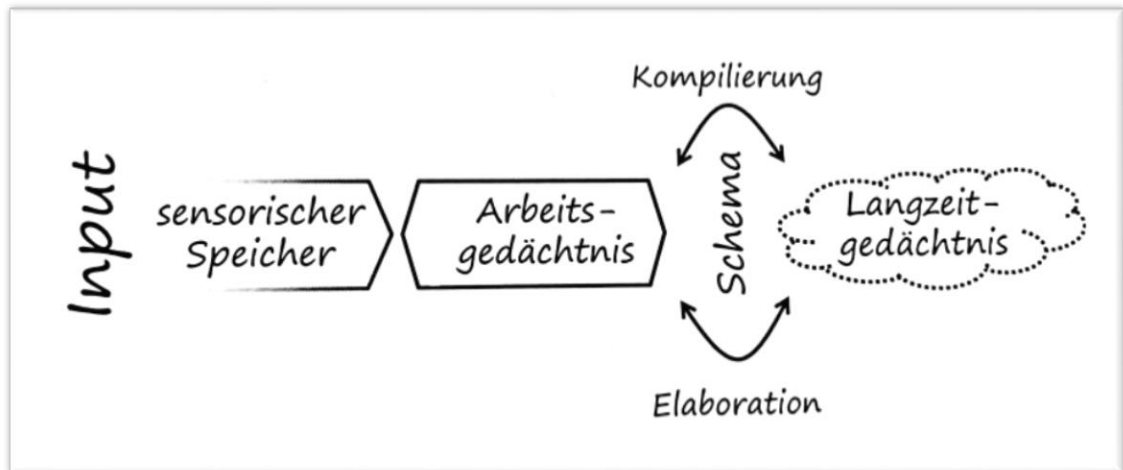 Input
sensorischer
Speicher
Arbeits-
gedächtnis
Kompilierung
Schema
Elaboration
Langzeit-
gedächtnis